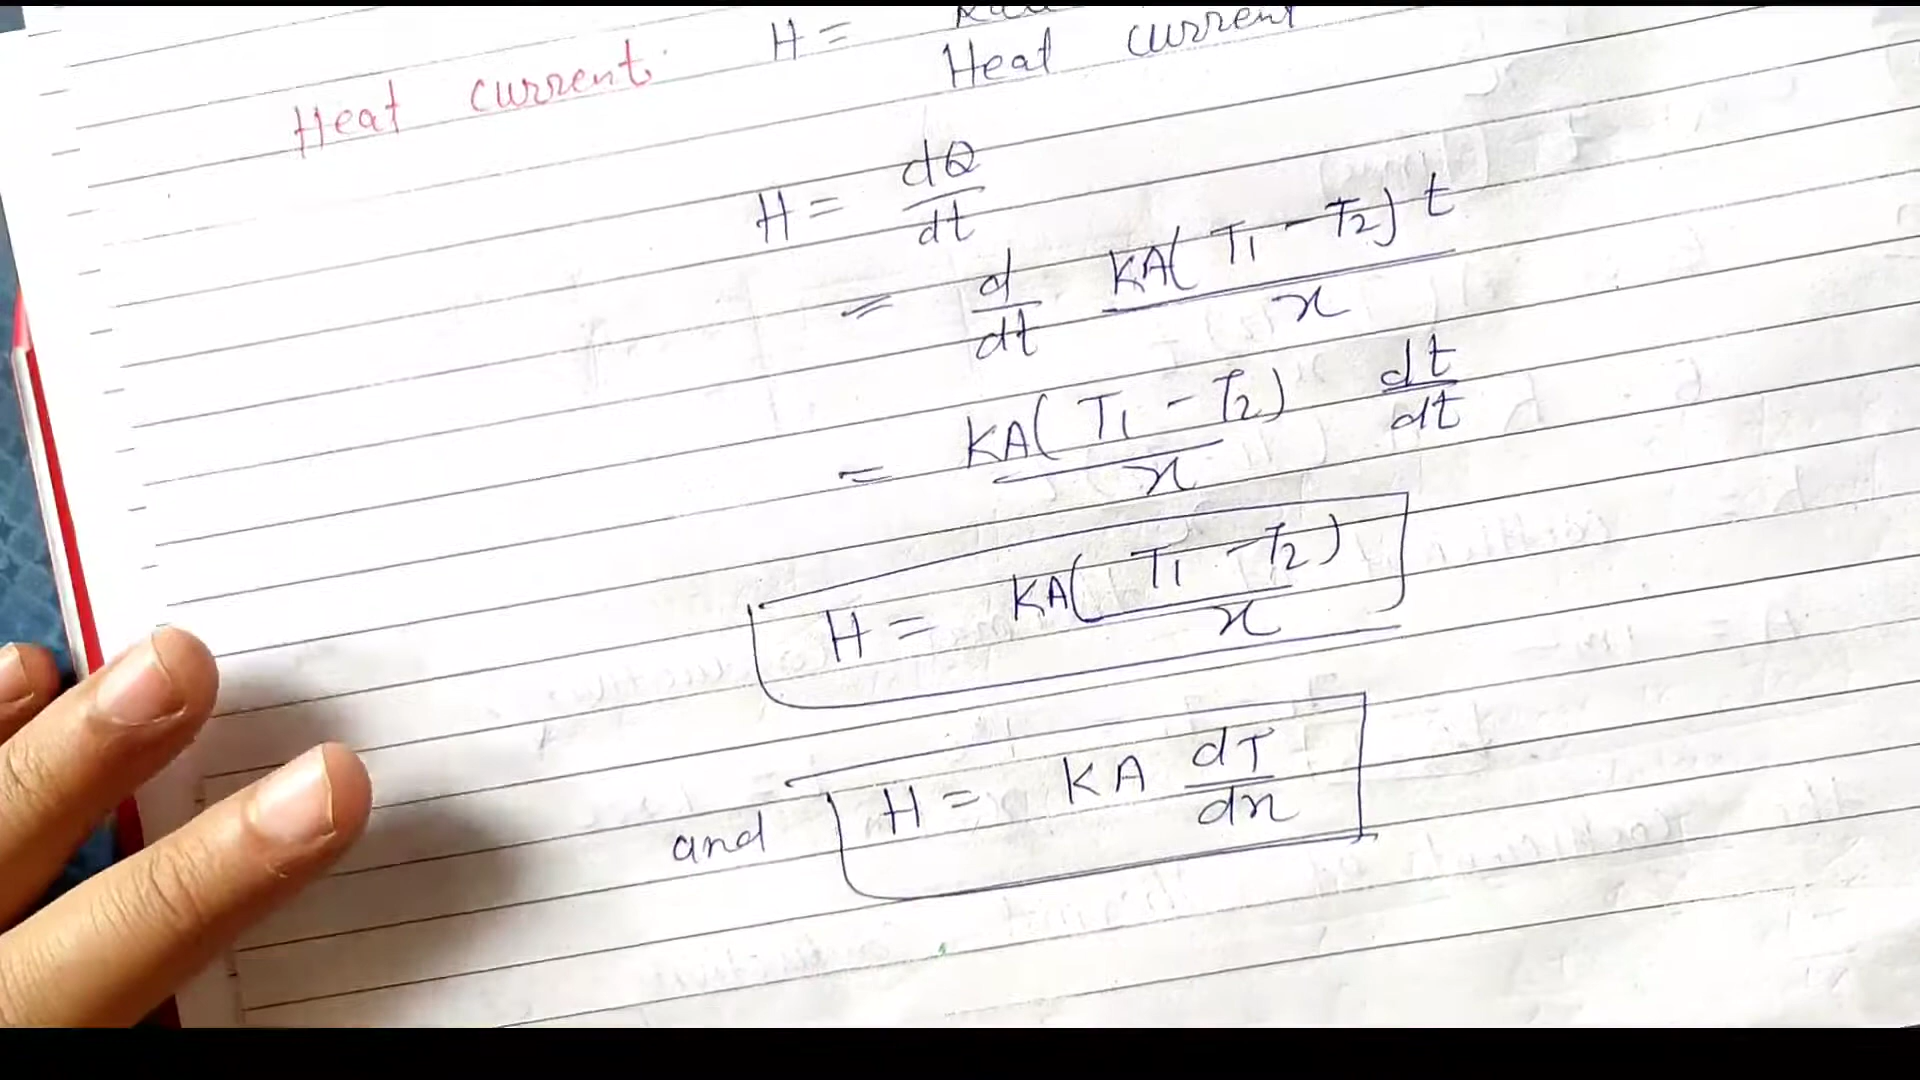 H =
Heat current. Heat current
H = dQ/dt
= d/dt KA(T₁ - T₂) t / x
= KA(T₁ - T₂)/x dt/dt
H = KA(T₁ - T₂)/x
and H = KA dT/dx